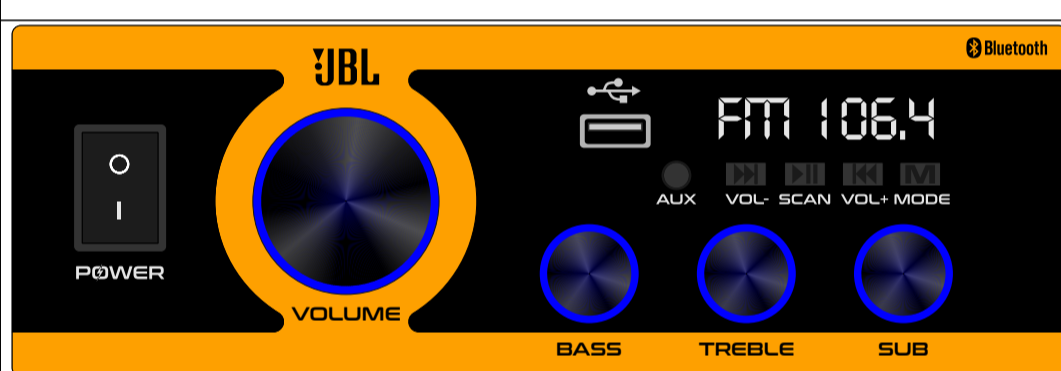 Bluetooth
JBL
FM 106.4
AUX VOL- SCAN VOL+ MODE
M
POWER
VOLUME
BASS TREBLE SUB